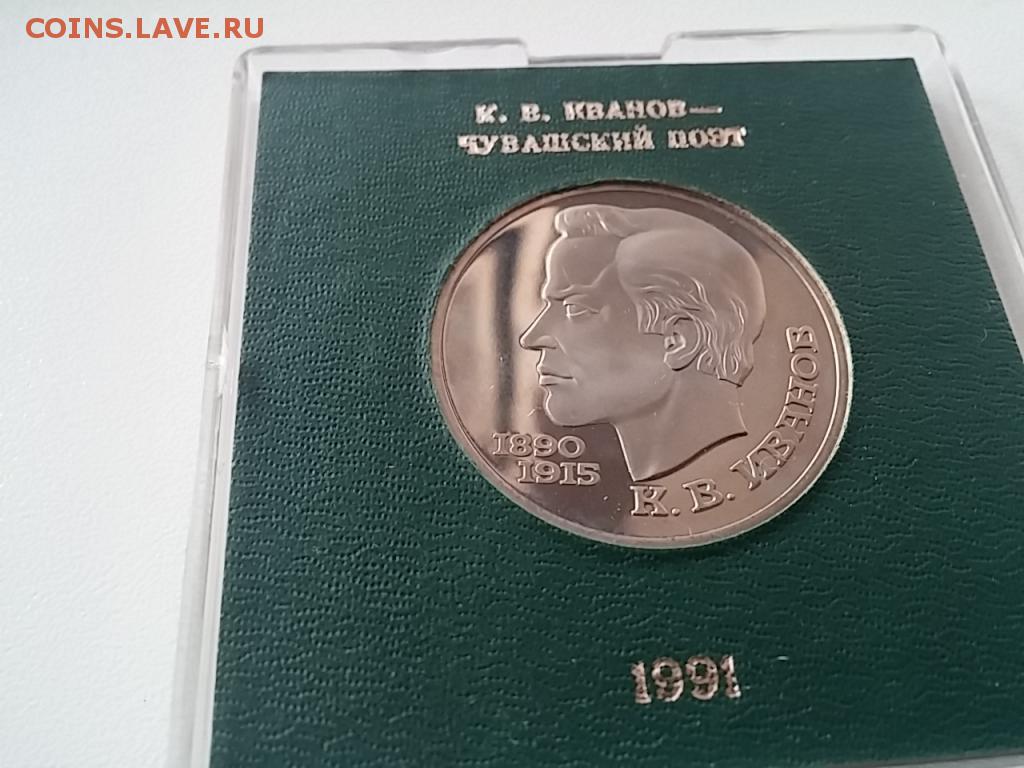 COINS.LAVE.RU
К. В. ИВАНОВ—
ЧУВАШСКИЙ ПОЭТ
1890
1915
К. В. ИВАНОВ
1991